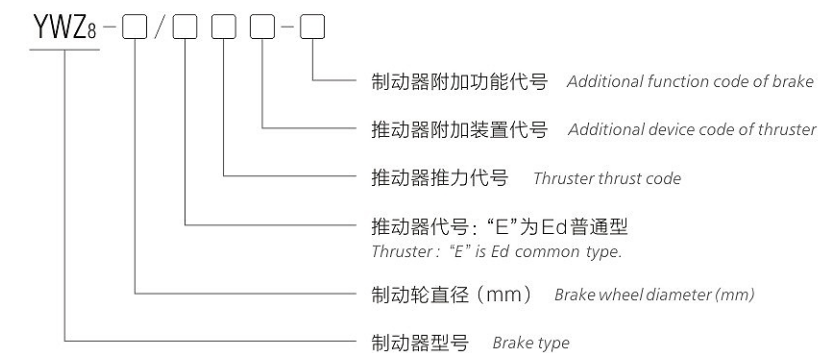 YWZ8-□/□□□-□
制动器附加功能代号 Additional function code of brake
推动器附加装置代号 Additional device code of thruster
推动器推力代号 Thruster thrust code
推动器代号：“E”为Ed普通型
Thruster : “E” is Ed common type.
制动轮直径（mm） Brake wheel diameter (mm)
制动器型号 Brake type